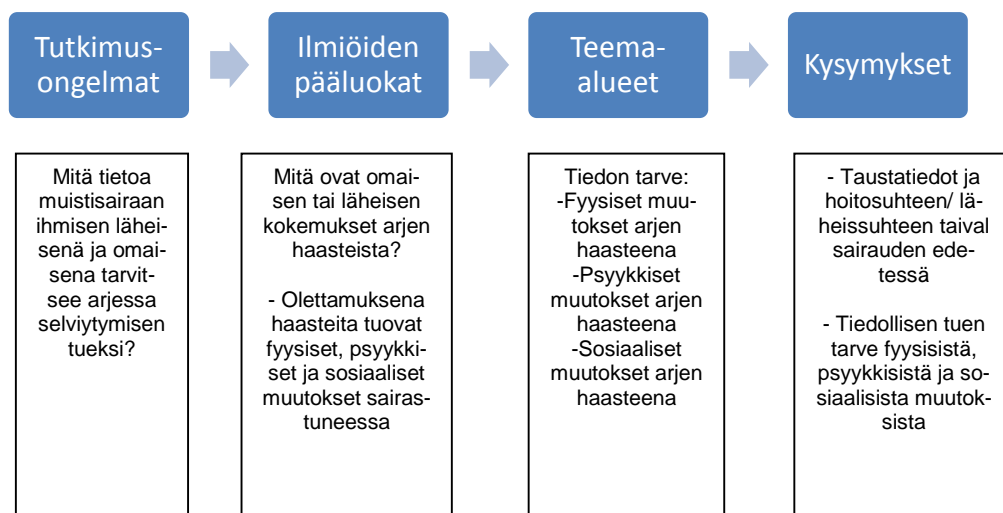 Tutkimus-
ongelmat
Ilmiöiden
pääluokat
Teema-
alueet
Kysymykset
Mitä tietoa
muistisairaan
ihmisen lähei-
senä ja omai-
sena tarvit-
see arjessa
selviytymisen
tueksi?
Mitä ovat omai-
sen tai läheisen
kokemukset arjen
haasteista?
- Olettamuksena
haasteita tuovat
fyysiset, psyykki-
set ja sosiaaliset
muutokset sairas-
tuneessa
Tiedon tarve:
-Fyysiset muu-
tokset arjen
haasteena
-Psyykkiset
muutokset arjen
haasteena
-Sosiaaliset
muutokset arjen
haasteena
- Taustatiedot ja
hoitosuhteen/ lä-
heissuhteen taival
sairauden ede-
tessä
- Tiedollisen tuen
tarve fyysisistä,
psyykkisistä ja so-
siaalisista muutok-
sista